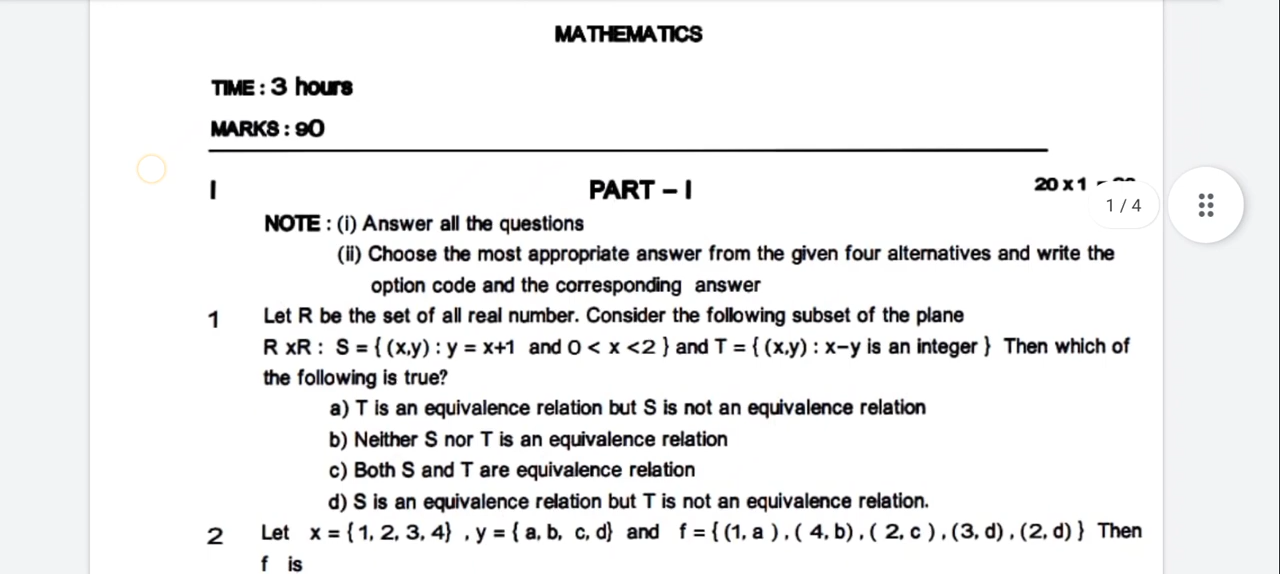 MATHEMATICS
TIME : 3 hours
MARKS : 90
I PART – I 20 x 1
1 / 4
NOTE : (i) Answer all the questions
(ii) Choose the most appropriate answer from the given four alternatives and write the
option code and the corresponding answer
1 Let R be the set of all real number. Consider the following subset of the plane
R xR : S = { (x,y) : y = x+1 and 0 < x <2 } and T = { (x,y) : x–y is an integer } Then which of
the following is true?
a) T is an equivalence relation but S is not an equivalence relation
b) Neither S nor T is an equivalence relation
c) Both S and T are equivalence relation
d) S is an equivalence relation but T is not an equivalence relation.
2 Let x = {1, 2, 3, 4} , y = { a, b, c, d} and f = { (1, a ) , ( 4, b) , ( 2, c ) , (3, d) , (2, d) } Then
f is